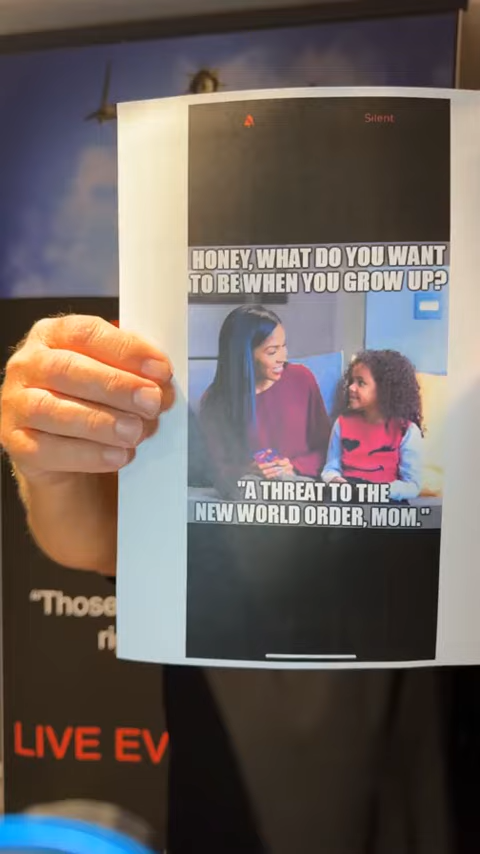 Silent
HONEY, WHAT DO YOU WANT
TO BE WHEN YOU GROW UP?
"A THREAT TO THE
NEW WORLD ORDER, MOM."
"Those
LIVE EV